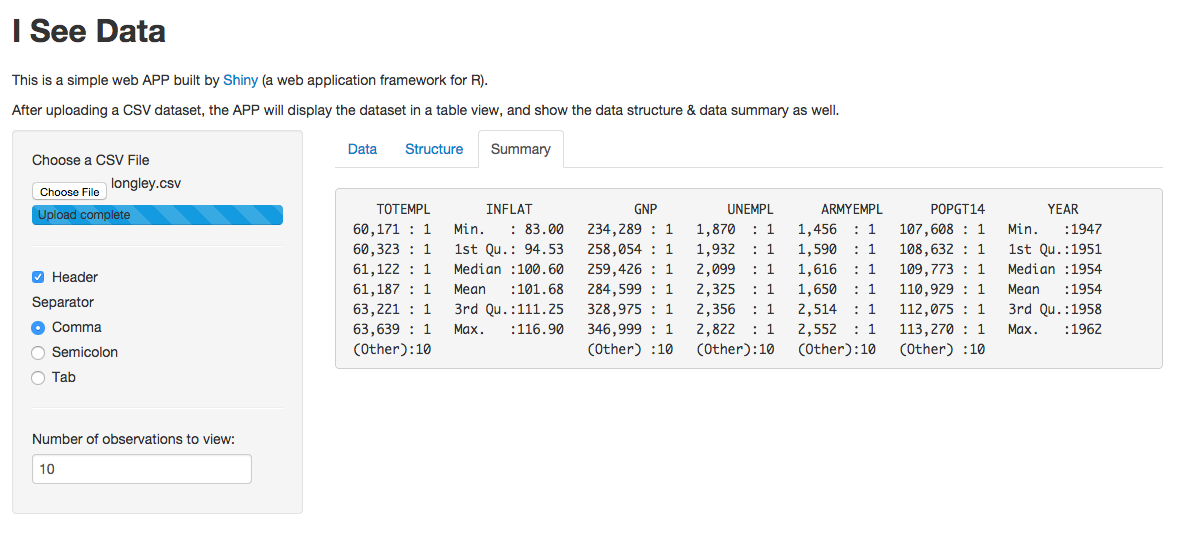 I See Data
This is a simple web APP built by Shiny (a web application framework for R).
After uploading a CSV dataset, the APP will display the dataset in a table view, and show the data structure & data summary as well.
Choose a CSV File
Choose File longley.csv
Upload complete
Header
Separator
Comma
Semicolon
Tab
Number of observations to view:
10
Data Structure Summary
TOTEMPL INFLAT GNP UNEMPL ARMYEMPL POPGT14 YEAR
60,171 : 1 Min. : 83.00 234,289 : 1 1,870 : 1 1,456 : 1 107,608 : 1 Min. :1947
60,323 : 1 1st Qu.: 94.53 258,054 : 1 1,932 : 1 1,590 : 1 108,632 : 1 1st Qu.:1951
61,122 : 1 Median :100.60 259,426 : 1 2,099 : 1 1,616 : 1 109,773 : 1 Median :1954
61,187 : 1 Mean :101.68 284,599 : 1 2,325 : 1 1,650 : 1 110,929 : 1 Mean :1954
63,221 : 1 3rd Qu.:111.25 328,975 : 1 2,356 : 1 2,514 : 1 112,075 : 1 3rd Qu.:1958
63,639 : 1 Max. :116.90 346,999 : 1 2,822 : 1 2,552 : 1 113,270 : 1 Max. :1962
(Other):10 (Other) :10 (Other):10 (Other):10 (Other) :10